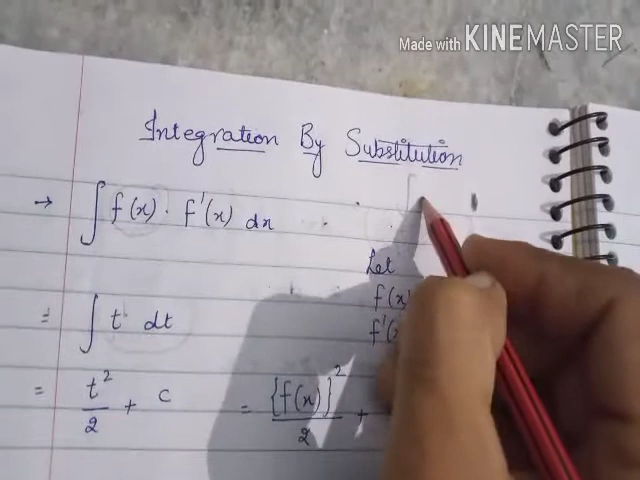 Made with KINEMASTER
Integration By Substitution
→ ∫ f(x) · f'(x) dx
Let
f(x)
= ∫ t dt
f'(x
= t²/2 + c = {f(x)}²/2 +